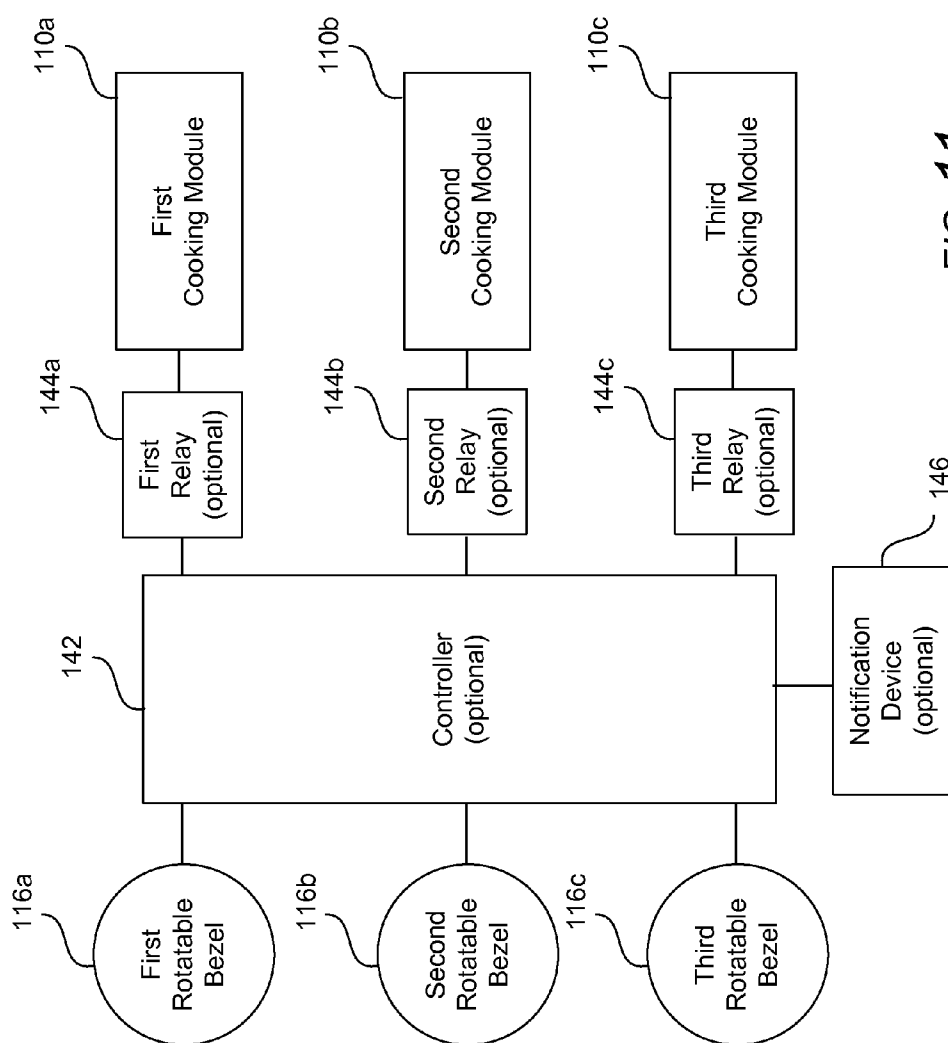 116a
142
144a
110a
First
Rotatable
Bezel
First
Relay
(optional)
First
Cooking Module
116b
144b
110b
Second
Rotatable
Bezel
Controller
(optional)
Second
Relay
(optional)
Second
Cooking Module
116c
144c
110c
Third
Rotatable
Bezel
Third
Relay
(optional)
Third
Cooking Module
Notification
Device
(optional)
146
FIG. 11